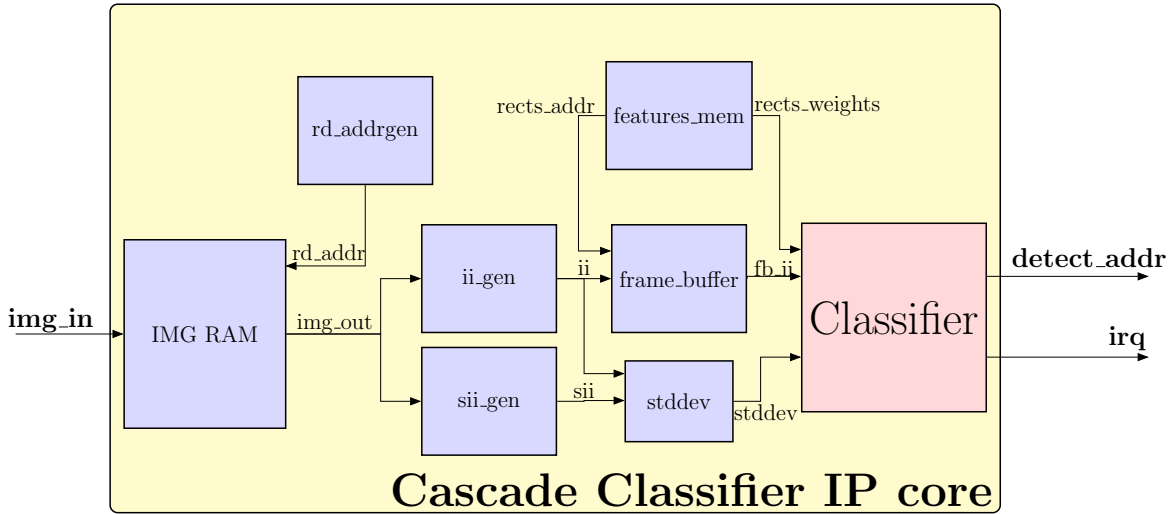 rects_addr
features_mem
rects_weights
rd_addrgen
rd_addr
ii_gen
ii
frame_buffer
fb_ii
detect_addr
img_in
IMG RAM
img_out
Classifier
irq
sii_gen
sii
stddev
stddev
Cascade Classifier IP core